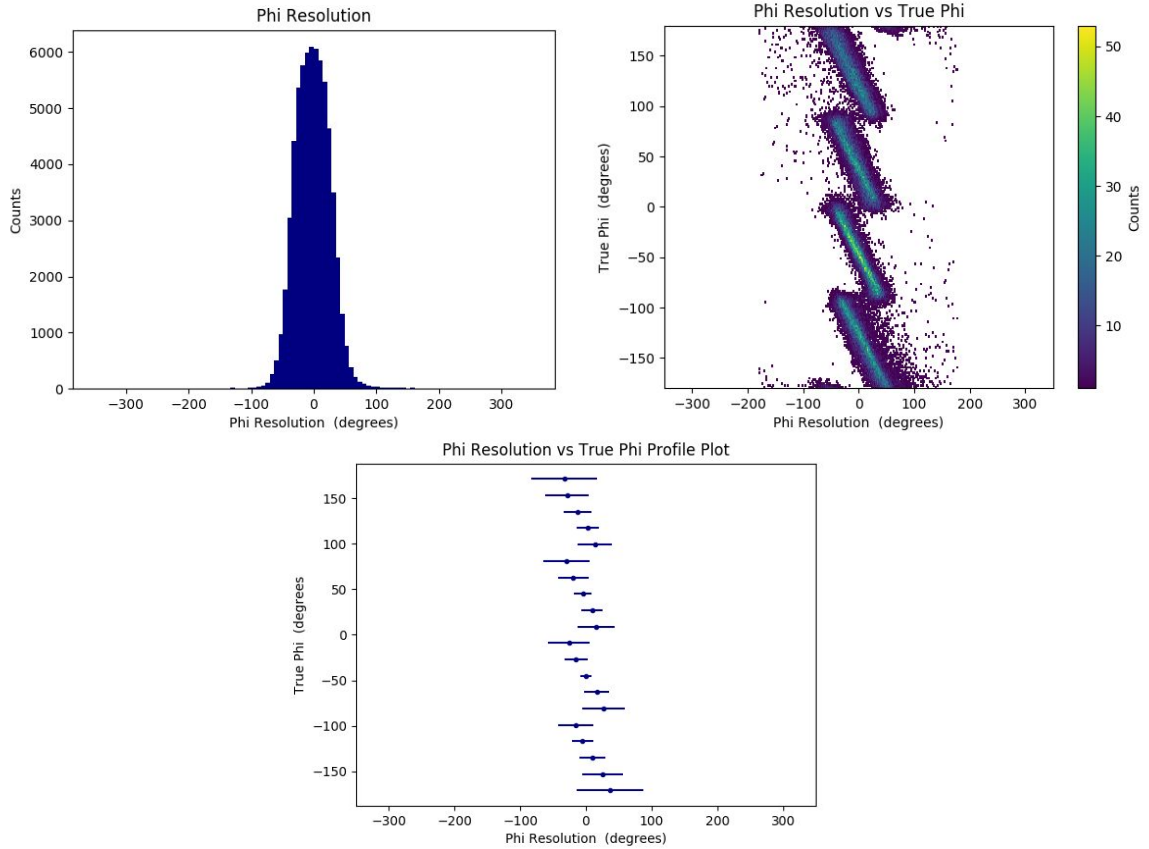 Phi Resolution
Counts
6000
5000
4000
3000
2000
1000
0
−300 −200 −100 0 100 200 300
Phi Resolution (degrees)
Phi Resolution vs True Phi
True Phi (degrees)
150
100
50
0
−50
−100
−150
−300 −200 −100 0 100 200 300
Phi Resolution (degrees)
50
40
30
20
10
Counts
Phi Resolution vs True Phi Profile Plot
True Phi (degrees
150
100
50
0
−50
−100
−150
−300 −200 −100 0 100 200 300
Phi Resolution (degrees)